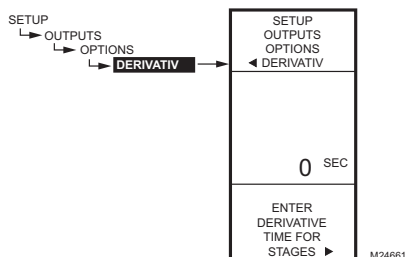 SETUP
OUTPUTS
OPTIONS
DERIVATIV
SETUP
OUTPUTS
OPTIONS
◄ DERIVATIV
0 SEC
ENTER
DERIVATIVE
TIME FOR
STAGES ►
M24661